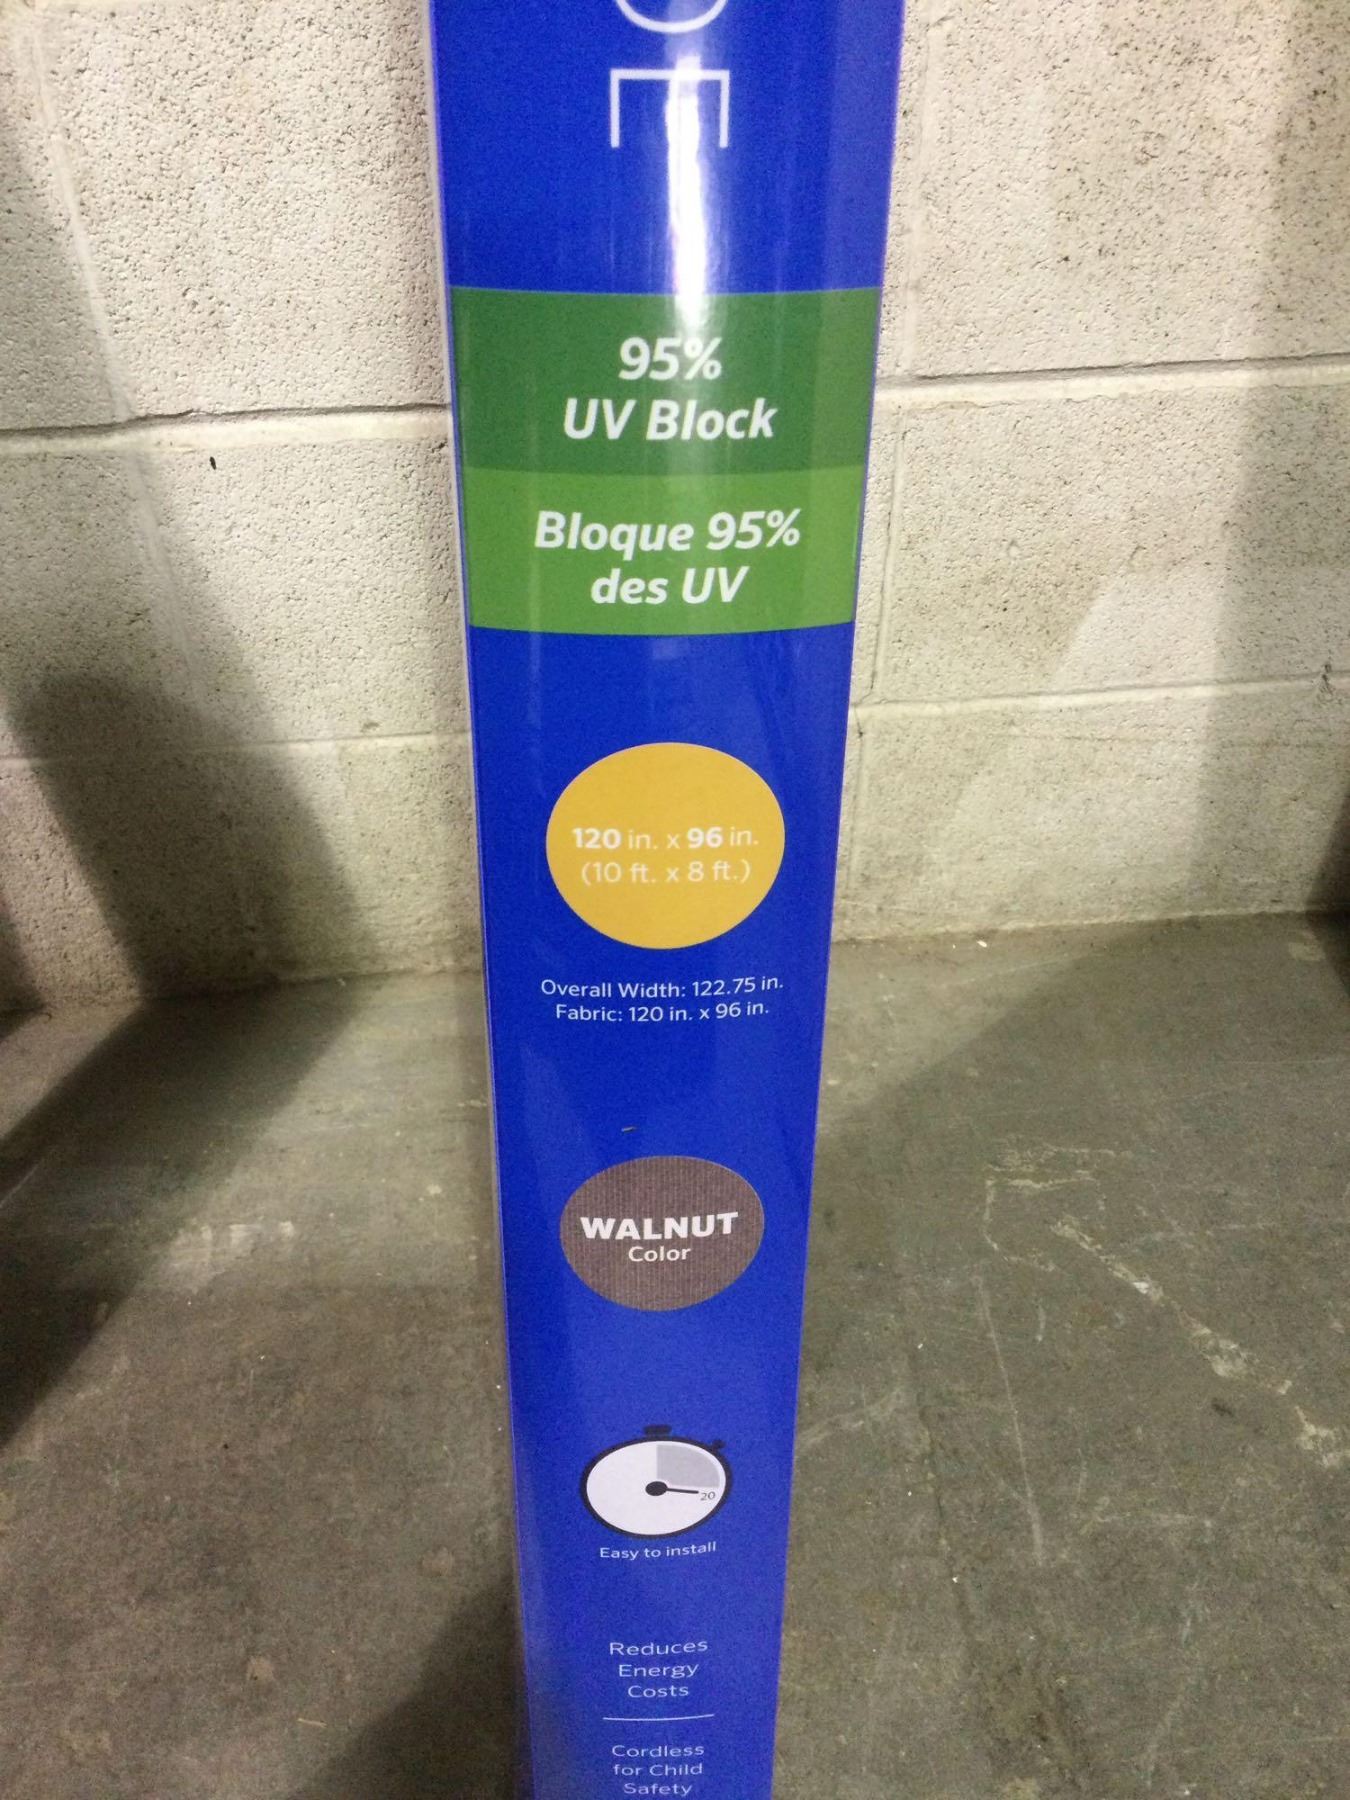 E
95%
UV Block
Bloque 95%
des UV
120 in. x 96 in.
(10 ft. x 8 ft.)
Overall Width: 122.75 in.
Fabric: 120 in. x 96 in.
WALNUT
Color
20
Easy to install
Reduces
Energy
Costs
Cordless
for Child
Safety